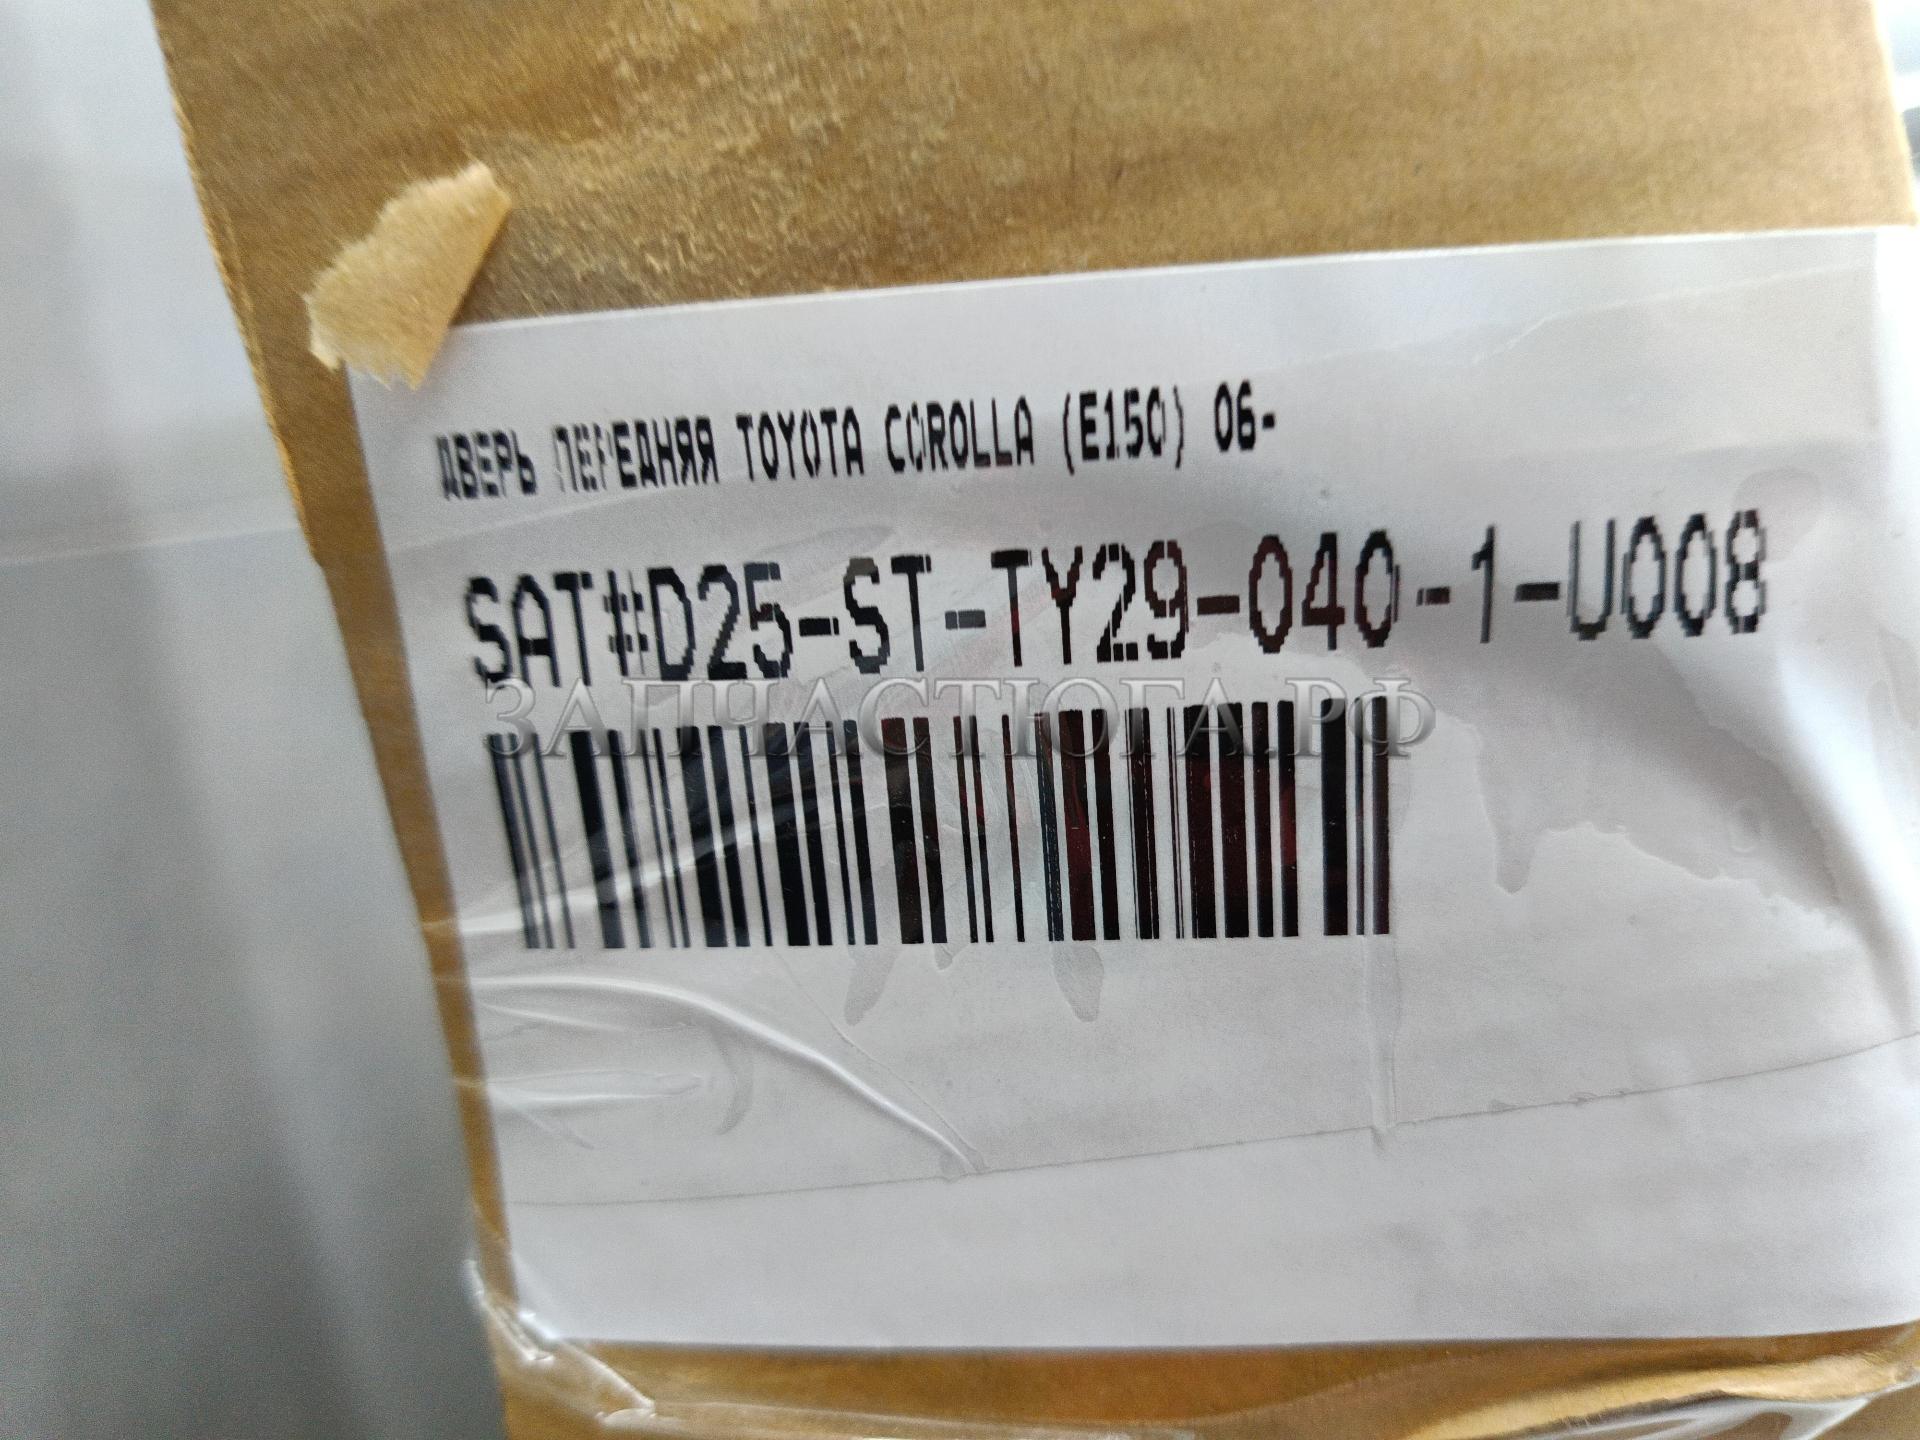 ДВЕРЬ ПЕРЕДНЯЯ TOYOTA COROLLA (E150) 06-
SAT#D25-ST-TY29-040-1-U008
ЗАПЧАСТЮГА.РФ